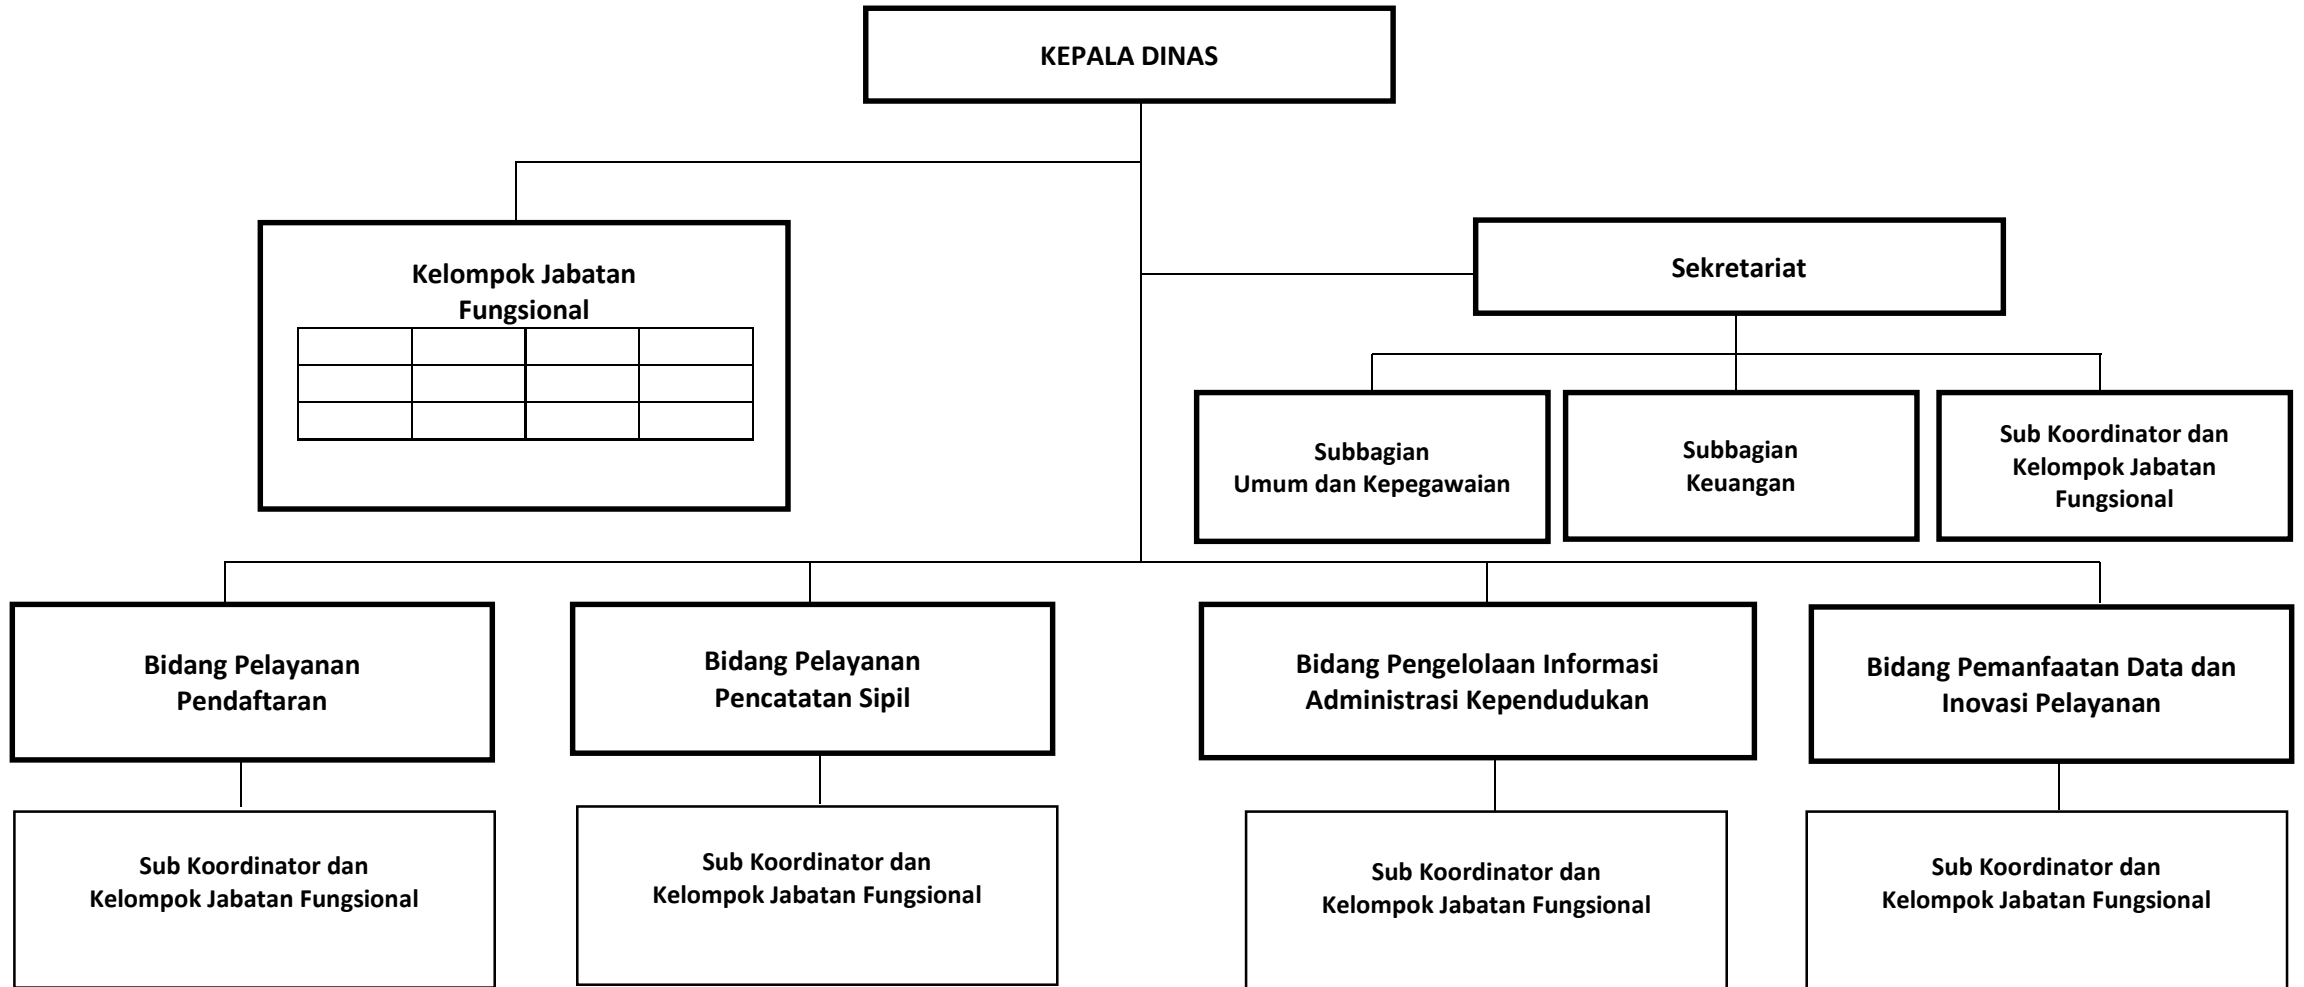 KEPALA DINAS
Kelompok Jabatan
Fungsional
Sekretariat
Subbagian
Umum dan Kepegawaian
Subbagian
Keuangan
Sub Koordinator dan
Kelompok Jabatan
Fungsional
Bidang Pelayanan
Pendaftaran
Bidang Pelayanan
Pencatatan Sipil
Bidang Pengelolaan Informasi
Administrasi Kependudukan
Bidang Pemanfaatan Data dan
Inovasi Pelayanan
Sub Koordinator dan
Kelompok Jabatan Fungsional
Sub Koordinator dan
Kelompok Jabatan Fungsional
Sub Koordinator dan
Kelompok Jabatan Fungsional
Sub Koordinator dan
Kelompok Jabatan Fungsional